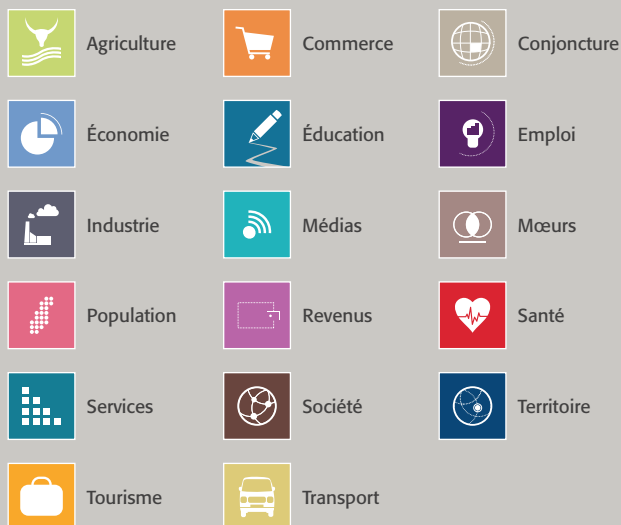 Agriculture
Commerce
Conjoncture
Économie
Éducation
Emploi
Industrie
Médias
Mœurs
Population
Revenus
Santé
Services
Société
Territoire
Tourisme
Transport